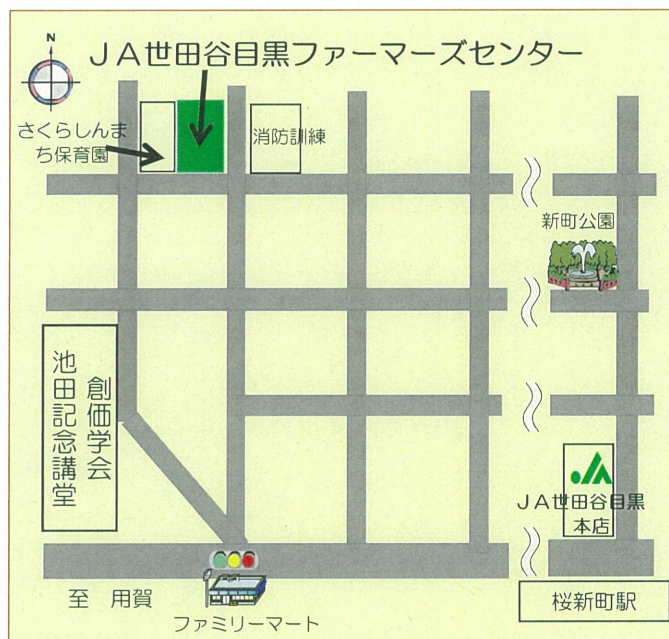 N
JA世田谷目黒ファーマーズセンター
さくらしんま
ち保育園
消防訓練
新町公園
創価学会
池田記念講堂
JA世田谷目黒
本店
至 用賀
ファミリーマート
桜新町駅